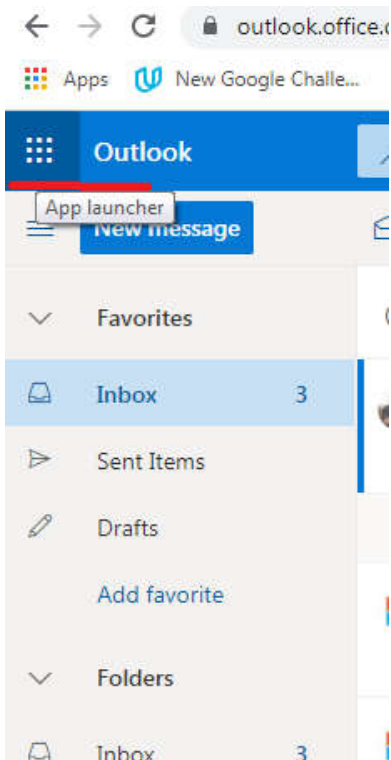 outlook.office.c
Apps New Google Challe...
Outlook
App launcher
New message
Favorites
Inbox 3
Sent Items
Drafts
Add favorite
Folders
Inbox 3